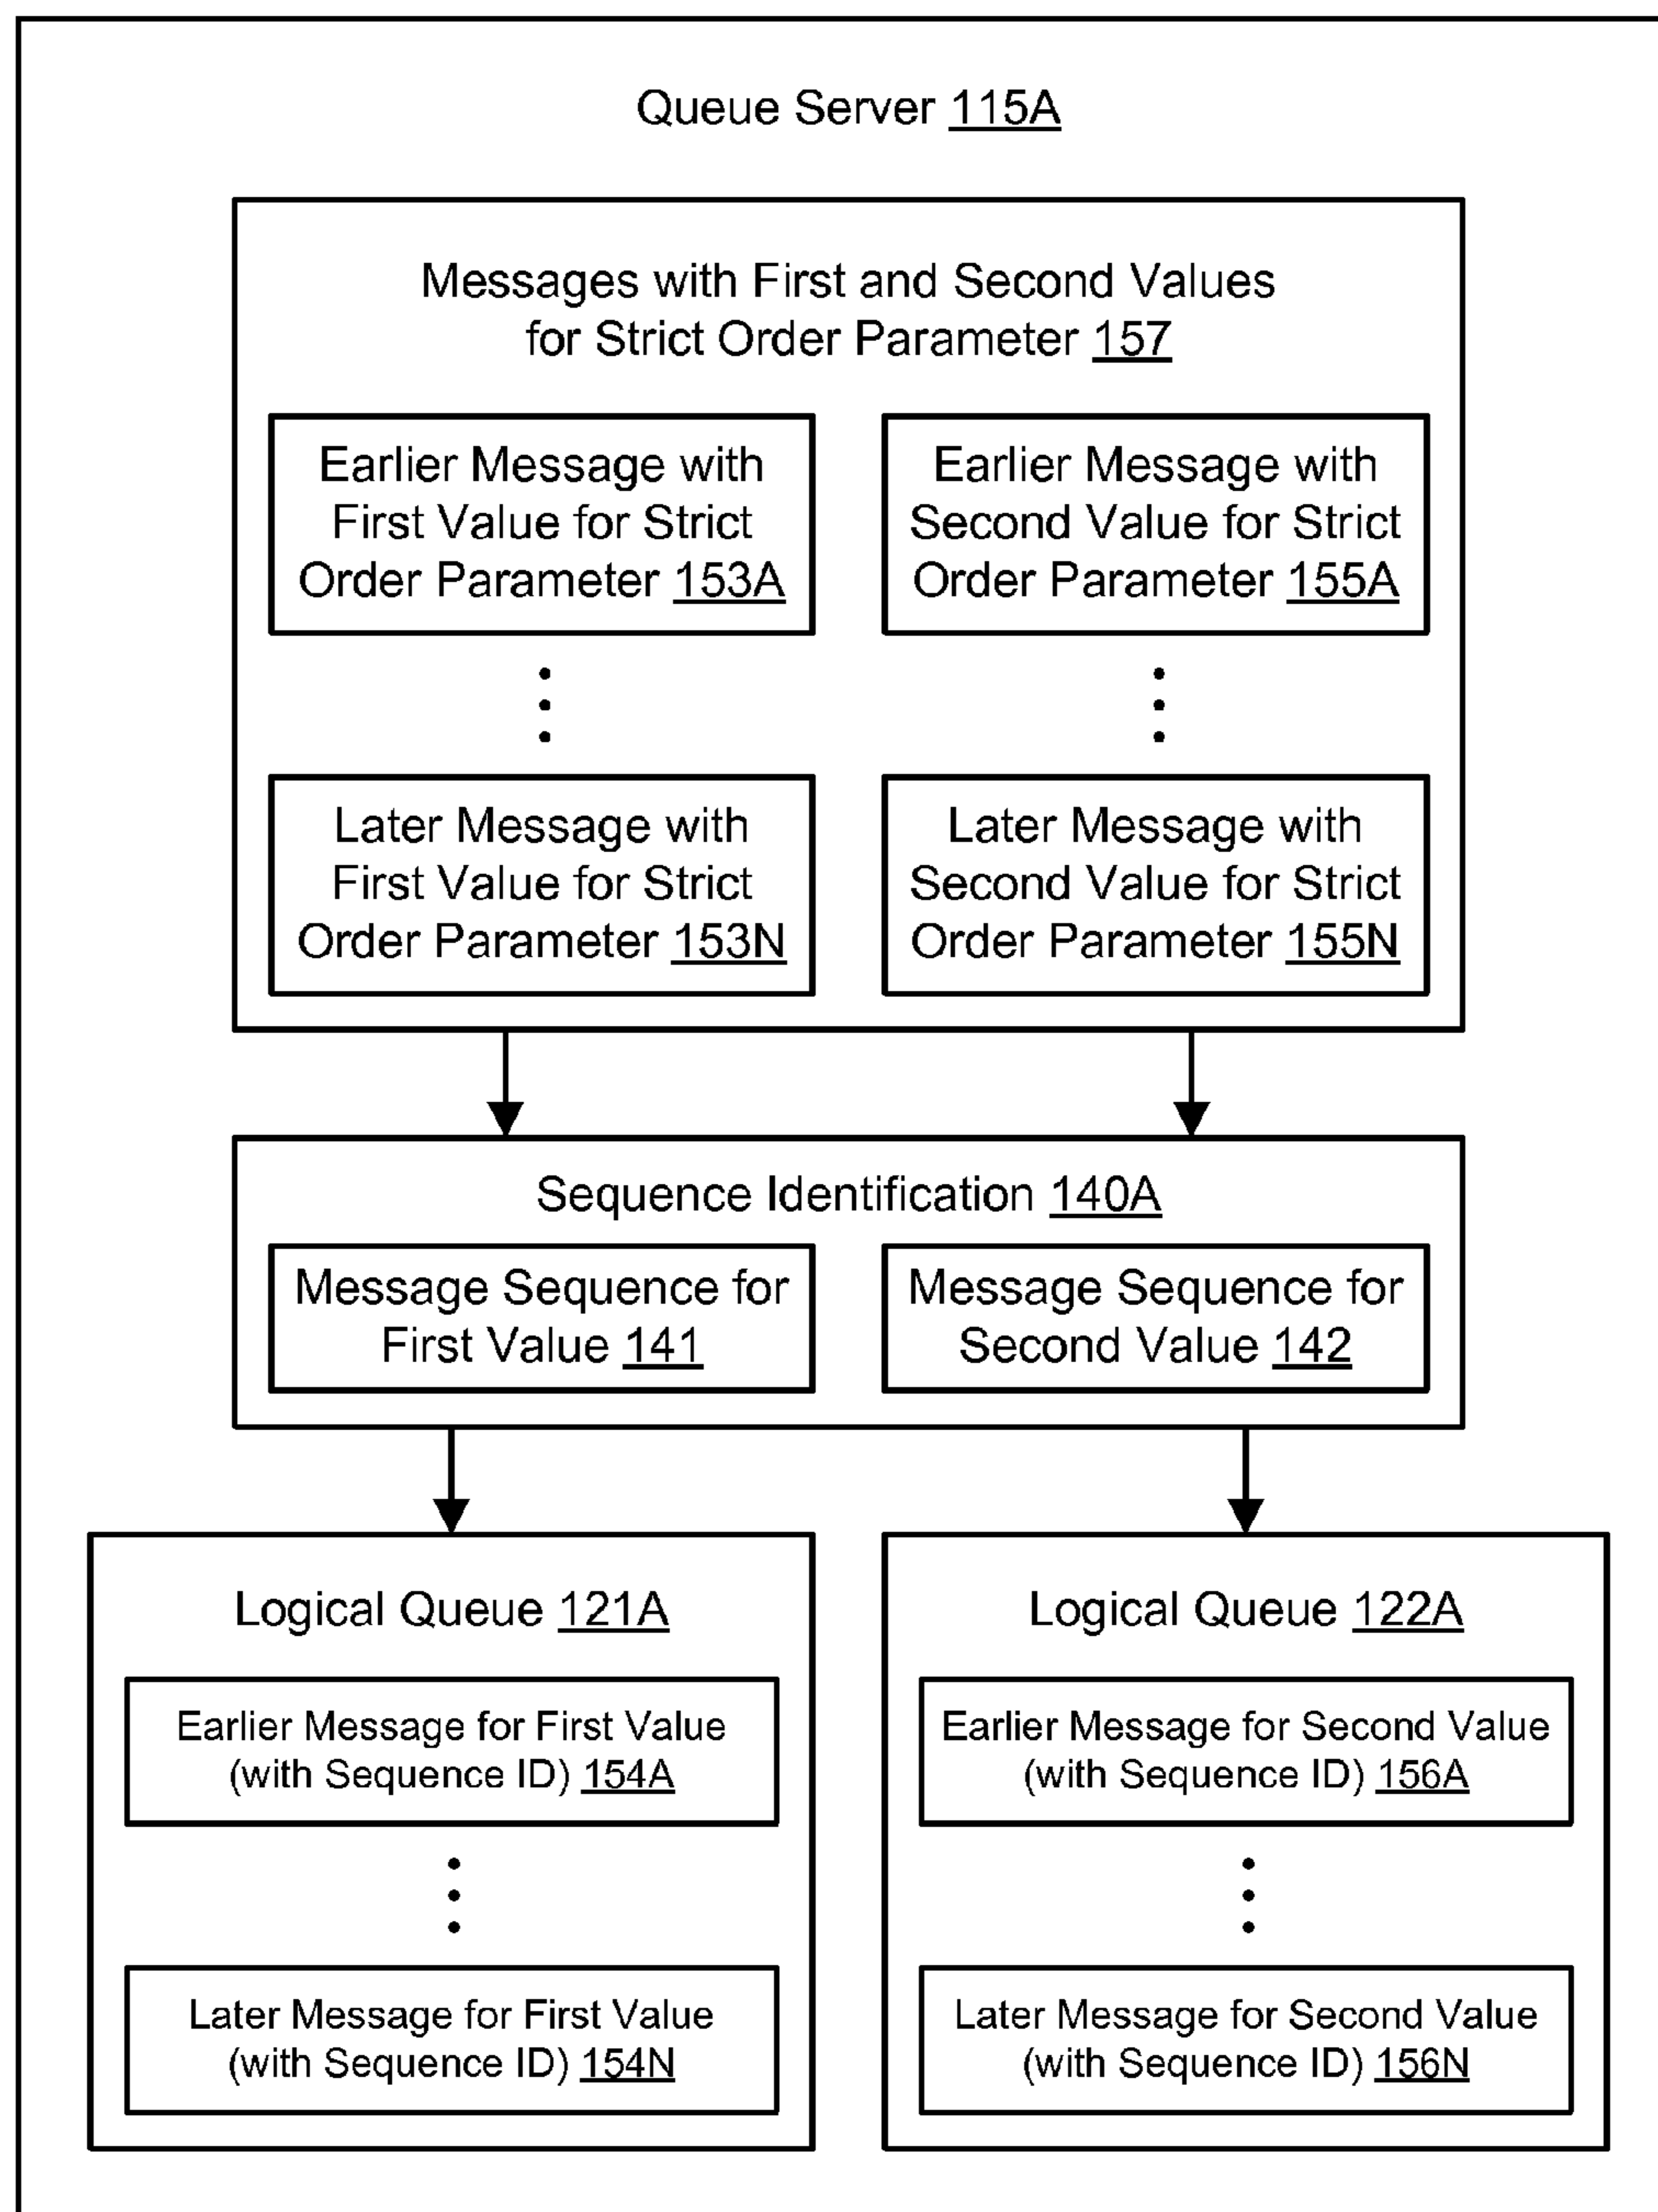 Queue Server 115A
Messages with First and Second Values
for Strict Order Parameter 157
Earlier Message with
First Value for Strict
Order Parameter 153A
Earlier Message with
Second Value for Strict
Order Parameter 155A
Later Message with
First Value for Strict
Order Parameter 153N
Later Message with
Second Value for Strict
Order Parameter 155N
Sequence Identification 140A
Message Sequence for
First Value 141
Message Sequence for
Second Value 142
Logical Queue 121A
Earlier Message for First Value
(with Sequence ID) 154A
Later Message for First Value
(with Sequence ID) 154N
Logical Queue 122A
Earlier Message for Second Value
(with Sequence ID) 156A
Later Message for Second Value
(with Sequence ID) 156N